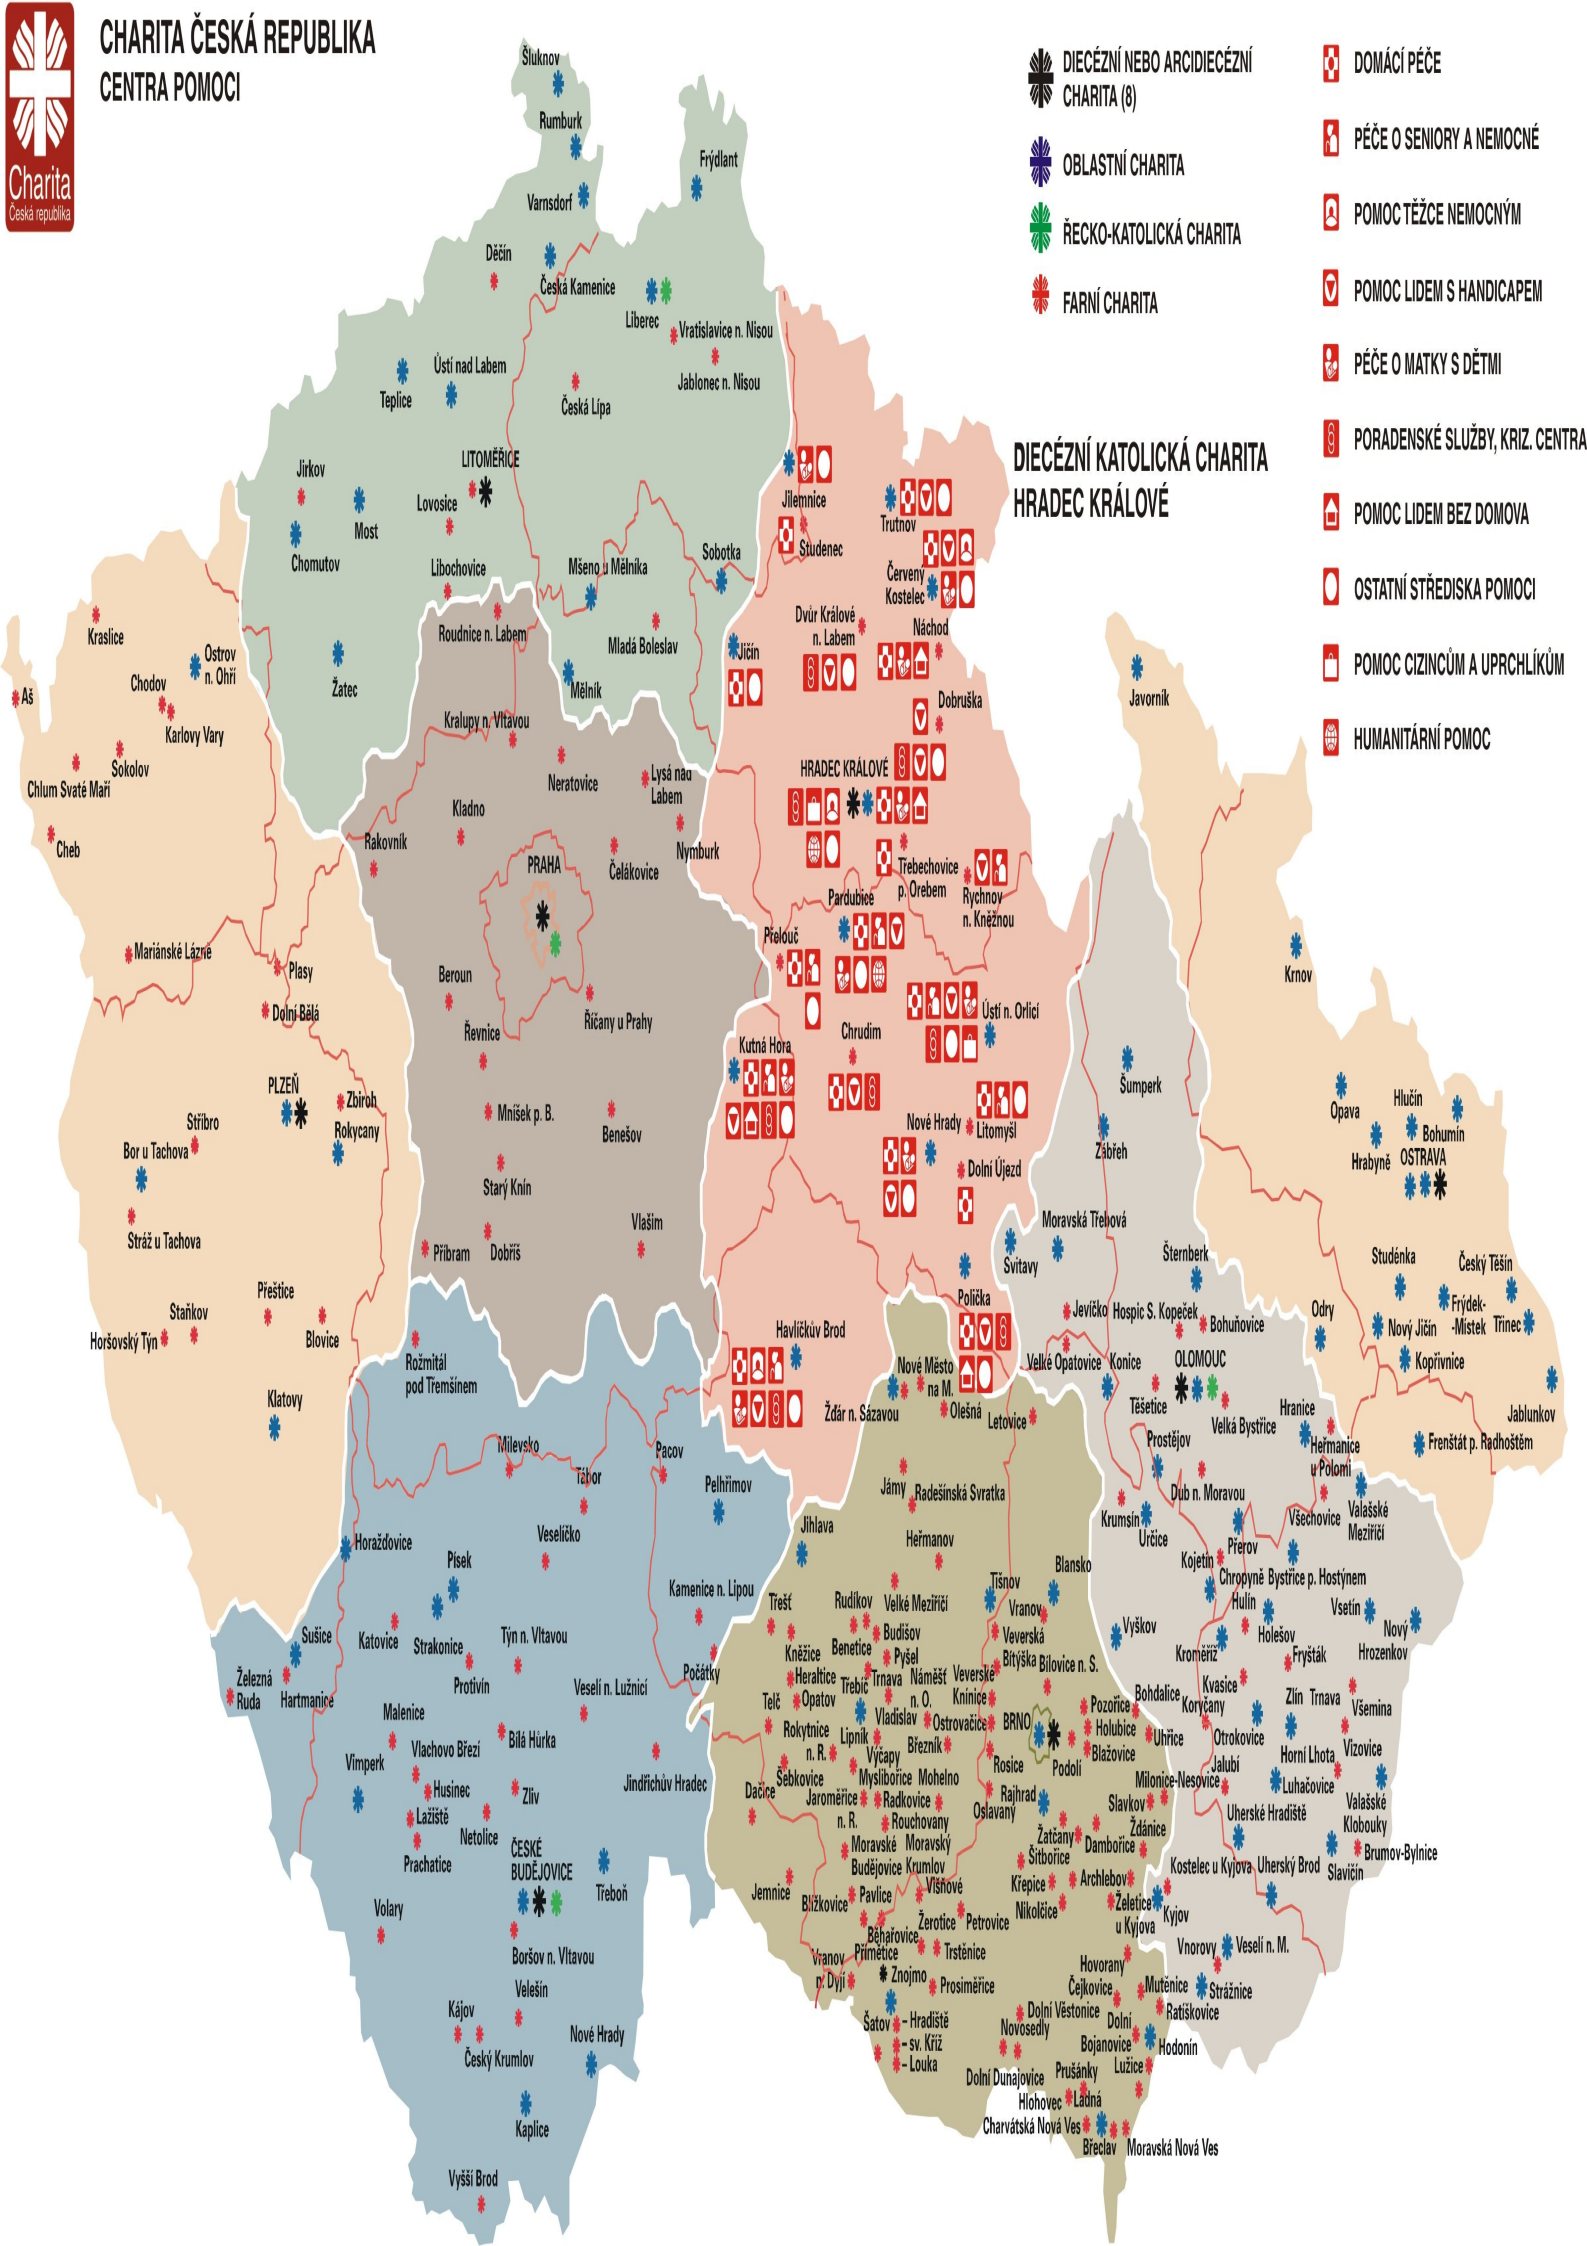 CHARITA ČESKÁ REPUBLIKA
CENTRA POMOCI
Charita
Česká republika
DIECÉZNÍ NEBO ARCIDIECÉZNÍ
CHARITA (8)
OBLASTNÍ CHARITA
ŘECKO-KATOLICKÁ CHARITA
FARNÍ CHARITA
DOMÁCÍ PÉČE
PÉČE O SENIORY A NEMOCNÉ
POMOC TĚŽCE NEMOCNÝM
POMOC LIDEM S HANDICAPEM
PÉČE O MATKY S DĚTMI
PORADENSKÉ SLUŽBY, KRIZ. CENTRA
POMOC LIDEM BEZ DOMOVA
OSTATNÍ STŘEDISKA POMOCI
POMOC CIZINCŮM A UPRCHLÍKŮM
HUMANITÁRNÍ POMOC
DIECÉZNÍ KATOLICKÁ CHARITA
HRADEC KRÁLOVÉ
Šluknov
Rumburk
Varnsdorf
Frýdlant
Děčín
Česká Kamenice
Liberec
Vratislavice n. Nisou
Jablonec n. Nisou
Teplice
Ústí nad Labem
Česká Lípa
Jirkov
LITOMĚŘICE
Lovosice
Most
Chomutov
Libochovice
Mšeno u Mělníka
Sobotka
Roudnice n. Labem
Mladá Boleslav
Žatec
Mělník
Kraslice
Ostrov
n. Ohří
Chodov
Aš
Karlovy Vary
Sokolov
Chlum Svaté Maří
Cheb
Mariánské Lázně
Plasy
Dolní Bělá
PLZEŇ
Zbiroh
Rokycany
Stříbro
Bor u Tachova
Stráž u Tachova
Přeštice
Staňkov
Horšovský Týn
Blovice
Klatovy
Kralupy n. Vltavou
Neratovice
Lysá nad
Labem
Kladno
Rakovník
Nymburk
PRAHA
Čelákovice
Beroun
Řevnice
Říčany u Prahy
Mníšek p. B.
Benešov
Starý Knín
Vlašim
Příbram
Dobříš
Jilemnice
Studenec
Trutnov
Červený
Kostelec
Dvůr Králové
n. Labem
Náchod
Jičín
Dobruška
HRADEC KRÁLOVÉ
Třebechovice
p. Orebem
Rychnov
n. Kněžnou
Pardubice
Přelouč
Ústí n. Orlicí
Chrudim
Kutná Hora
Nové Hrady
Litomyšl
Dolní Újezd
Polička
Havlíčkův Brod
Rožmitál
pod Třemšínem
Milevsko
Tábor
Pacov
Pelhřimov
Veselíčko
Horažďovice
Písek
Kamenice n. Lipou
Katovice
Strakonice
Týn n. Vltavou
Sušice
Protivín
Počátky
Železná
Ruda
Hartmanice
Veselí n. Lužnicí
Malenice
Bílá Hůrka
Vlachovo Březí
Vimperk
Husinec
Zliv
Jindřichův Hradec
Lažiště
Netolice
Prachatice
ČESKÉ
BUDĚJOVICE
Třeboň
Volary
Boršov n. Vltavou
Velešín
Kájov
Český Krumlov
Nové Hrady
Kaplice
Vyšší Brod
Nové Město
na M.
Žďár n. Sázavou
Olešná
Letovice
Jámy
Radešínská Svratka
Jihlava
Heřmanov
Blansko
Tišnov
Třešť
Rudíkov
Velké Meziříčí
Vranov
Budišov
Veverská
Bítýška
Kněžice
Benetice
Pyšel
Bílovice n. S.
Heraltice
Třebíč
Trnava
Náměšť
n. O.
Veverské
Knínice
Telč
Opatov
Pozořice
Vladislav
Ostrovačice
BRNO
Holubice
Rokytnice
n. R.
Lipník
Výčapy
Březník
Rosice
Podolí
Blažovice
Šebkovice
Myslibořice
Mohelno
Dačice
Jaroměřice
n. R.
Radkovice
Oslavany
Rajhrad
Rouchovany
Slavkov
Milonice-Nesovice
Bohdalice
Uhřice
Moravské
Budějovice
Moravský
Krumlov
Žatčany
Dambořice
Ždánice
Šitbořice
Jemnice
Blížkovice
Pavlice
Višňové
Křepice
Archlebov
Nikolčice
Želetice
u Kyjova
Kyjov
Běhařovice
Žerotice
Petrovice
Přímětice
Trstěnice
Vranov
n. Dyjí
Znojmo
Prosiměřice
Hovorany
Čejkovice
Mutěnice
Ratíškovice
Šatov
– Hradiště
– sv. Kříž
– Louka
Dolní Věstonice
Novosedly
Dolní
Bojanovice
Hodonín
Dolní Dunajovice
Prušánky
Lužice
Hlohovec
Ladná
Charvátská Nová Ves
Břeclav
Moravská Nová Ves
Javorník
Krnov
Šumperk
Zábřeh
Opava
Hlučín
Bohumín
Hrabyně
OSTRAVA
Moravská Třebová
Svitavy
Šternberk
Studénka
Český Těšín
Odry
Frýdek-
-Místek
Třinec
Nový Jičín
Kopřivnice
Jablunkov
Frenštát p. Radhoštěm
Jevíčko
Hospic S. Kopeček
Bohuňovice
Velké Opatovice
Konice
OLOMOUC
Těšetice
Velká Bystřice
Hranice
Heřmanice
u Polomi
Prostějov
Dub n. Moravou
Všechovice
Valašské
Meziříčí
Krumsín
Určice
Přerov
Kojetín
Chropyně
Bystřice p. Hostýnem
Hulín
Vsetín
Nový
Hrozenkov
Vyškov
Holešov
Kroměříž
Fryšták
Kvasice
Koryčany
Zlín
Trnava
Všemina
Otrokovice
Vizovice
Jalubí
Horní Lhota
Luhačovice
Uherské Hradiště
Valašské
Klobouky
Kostelec u Kyjova
Uherský Brod
Slavičín
Brumov-Bylnice
Vnorovy
Veselí n. M.
Strážnice